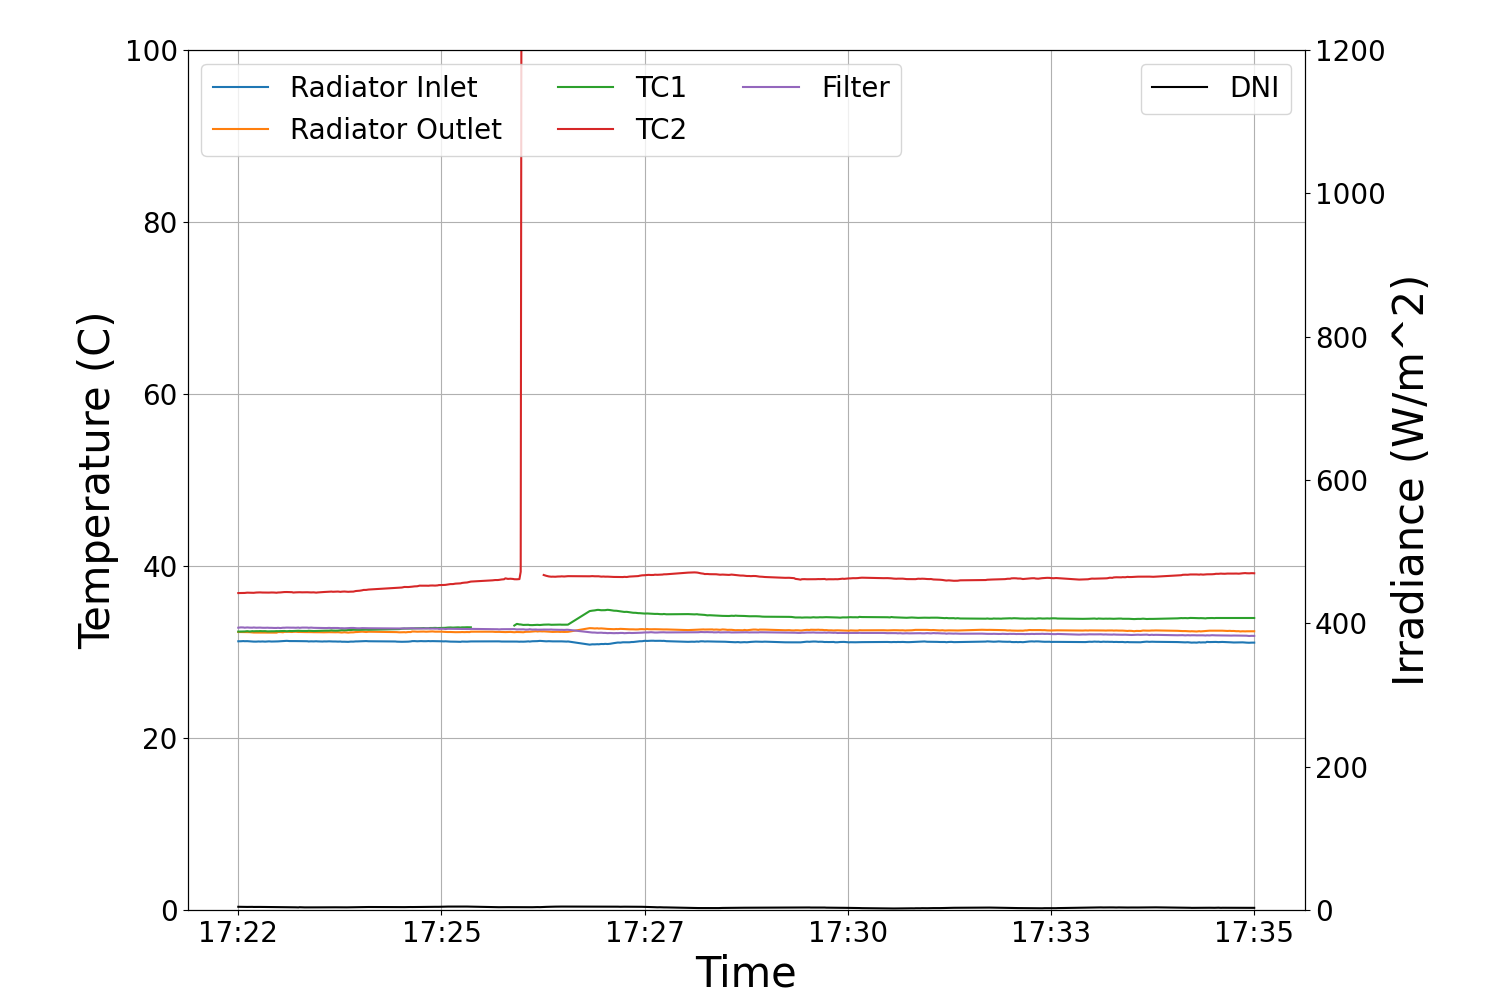 Radiator Inlet
Radiator Outlet
TC1
TC2
Filter
DNI
Temperature (C)
100
80
60
40
20
0
Irradiance (W/m^2)
1200
1000
800
600
400
200
0
17:22 17:25 17:27 17:30 17:33 17:35
Time